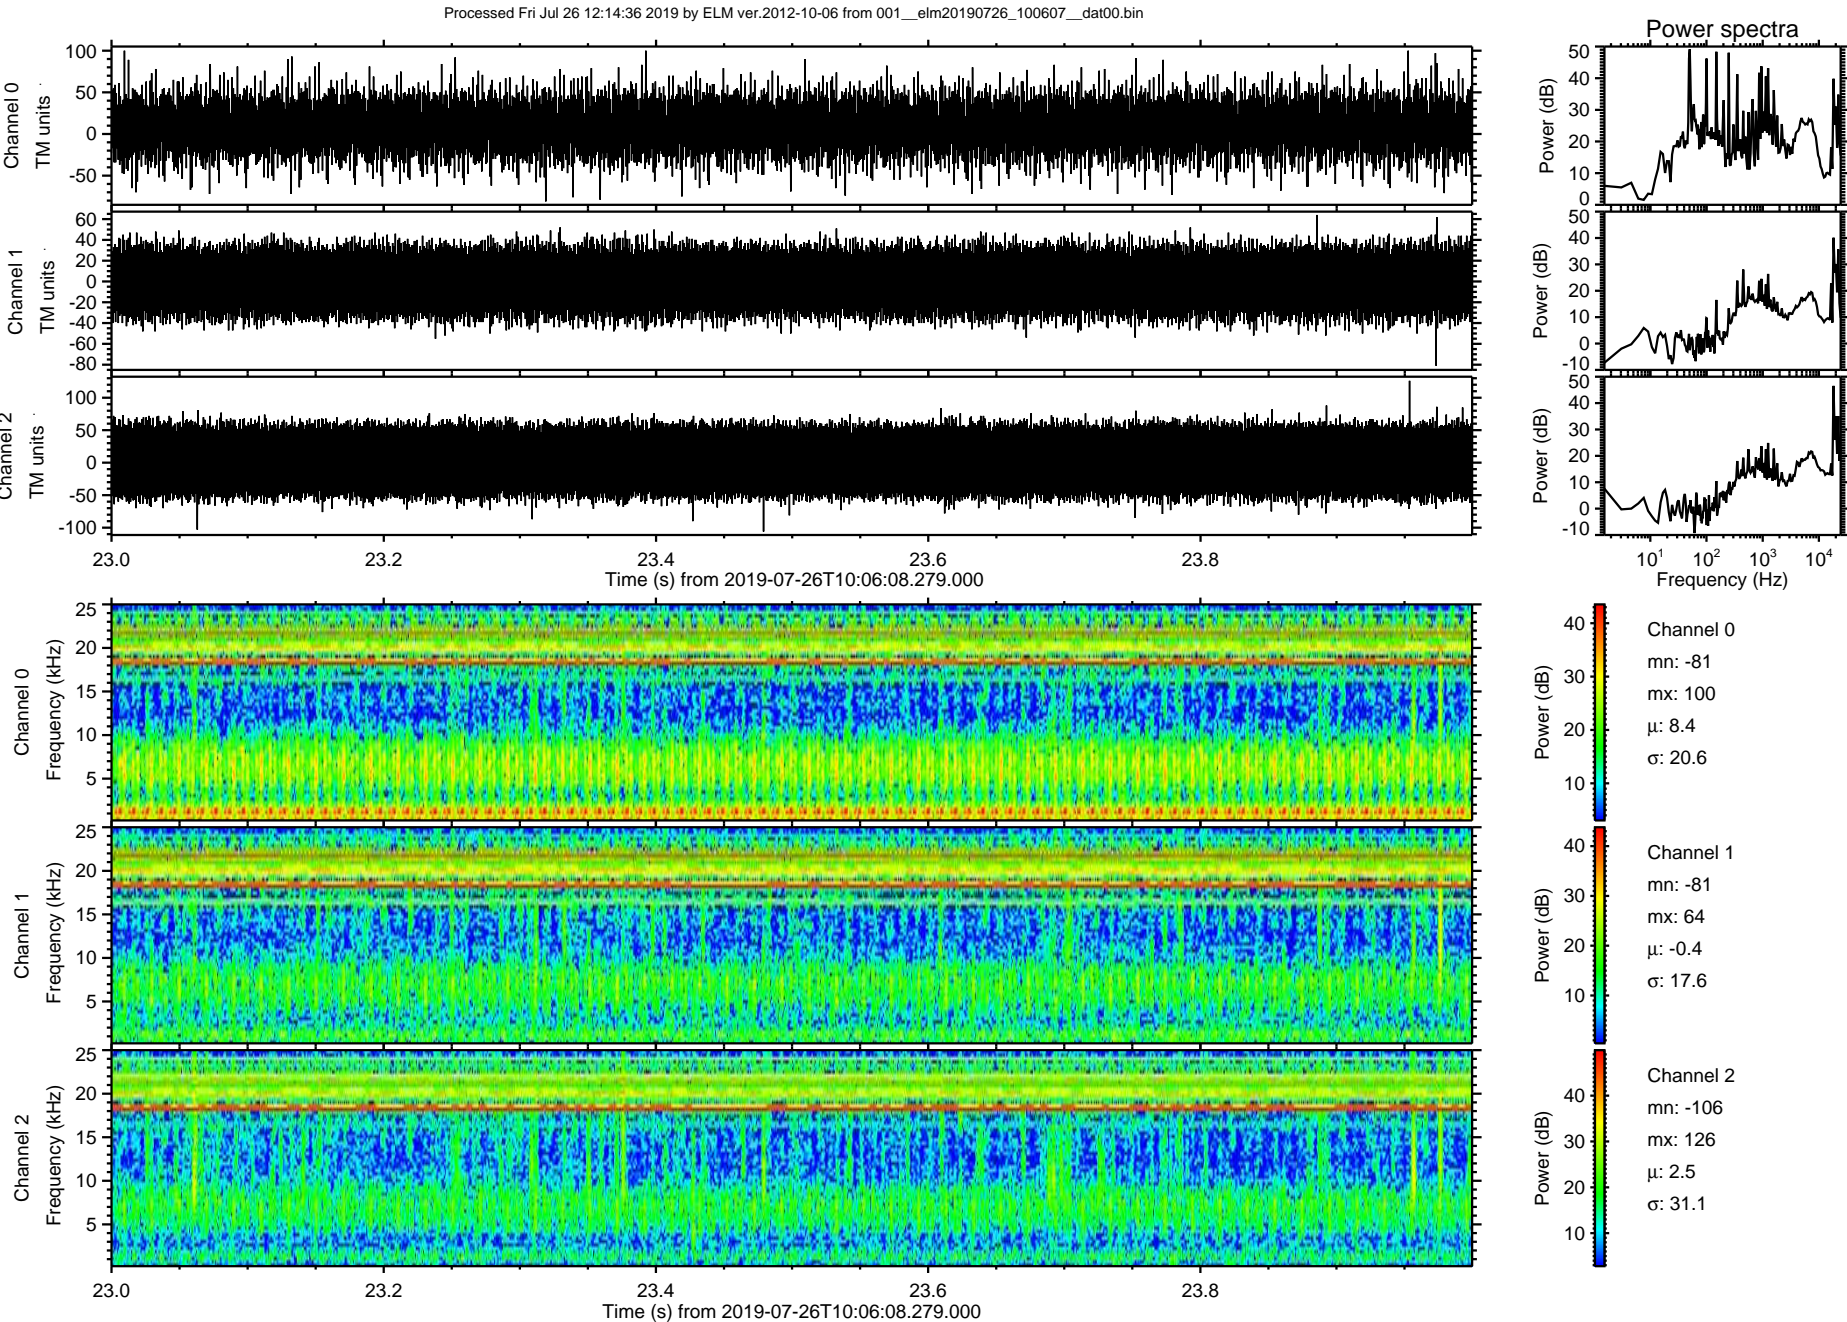 Processed Fri Jul 26 12:14:36 2019 by ELM ver.2012-10-06 from 001__elm20190726_100607__dat00.bin
Power spectra
Channel 0
TM units
100
50
0
-50
Power (dB)
50
40
30
20
10
0
Channel 1
TM units
60
40
20
0
-20
-40
-60
-80
Power (dB)
50
40
30
20
10
0
-10
Channel 2
TM units
100
50
0
-50
-100
Power (dB)
50
40
30
20
10
0
-10
23.0 23.2 23.4 23.6 23.8
Time (s) from 2019-07-26T10:06:08.279.000
10¹ 10² 10³ 10⁴
Frequency (Hz)
Channel 0
Frequency (kHz)
25
20
15
10
5
Power (dB)
40
30
20
10
Channel 0
mn: -81
mx: 100
μ: 8.4
σ: 20.6
Channel 1
Frequency (kHz)
25
20
15
10
5
Power (dB)
40
30
20
10
Channel 1
mn: -81
mx: 64
μ: -0.4
σ: 17.6
Channel 2
Frequency (kHz)
25
20
15
10
5
Power (dB)
40
30
20
10
Channel 2
mn: -106
mx: 126
μ: 2.5
σ: 31.1
23.0 23.2 23.4 23.6 23.8
Time (s) from 2019-07-26T10:06:08.279.000